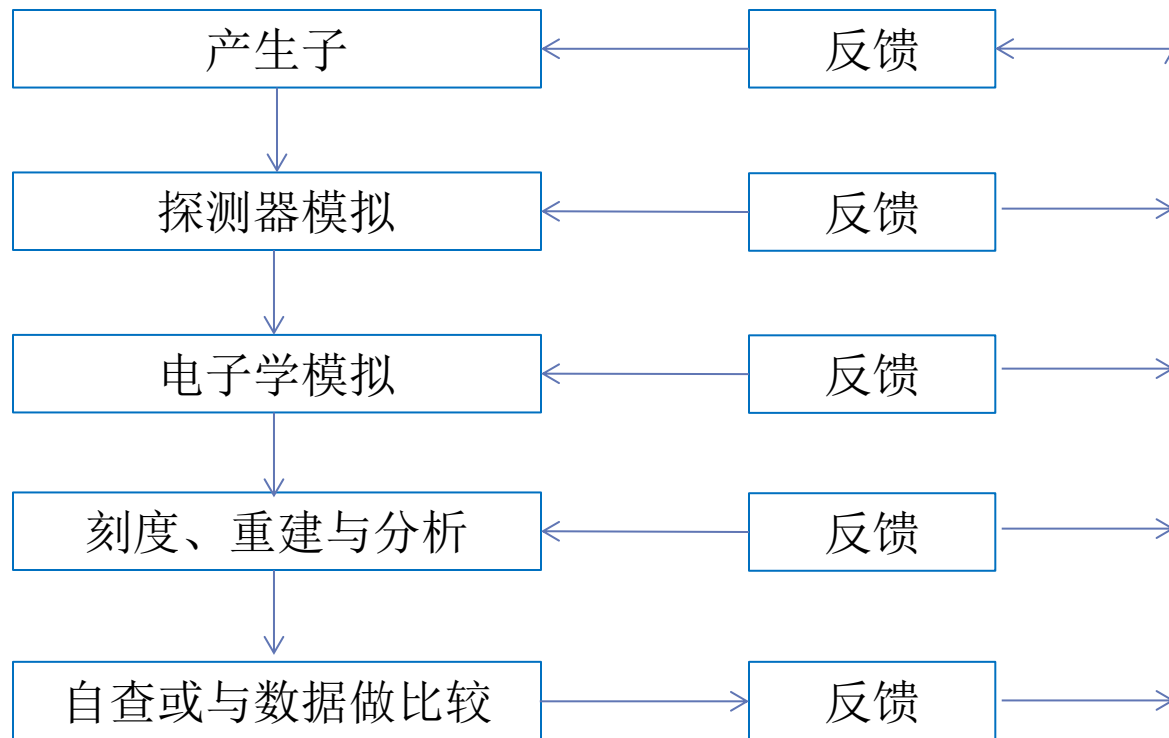 产生子
反馈
探测器模拟
反馈
电子学模拟
反馈
刻度、重建与分析
反馈
自查或与数据做比较
反馈